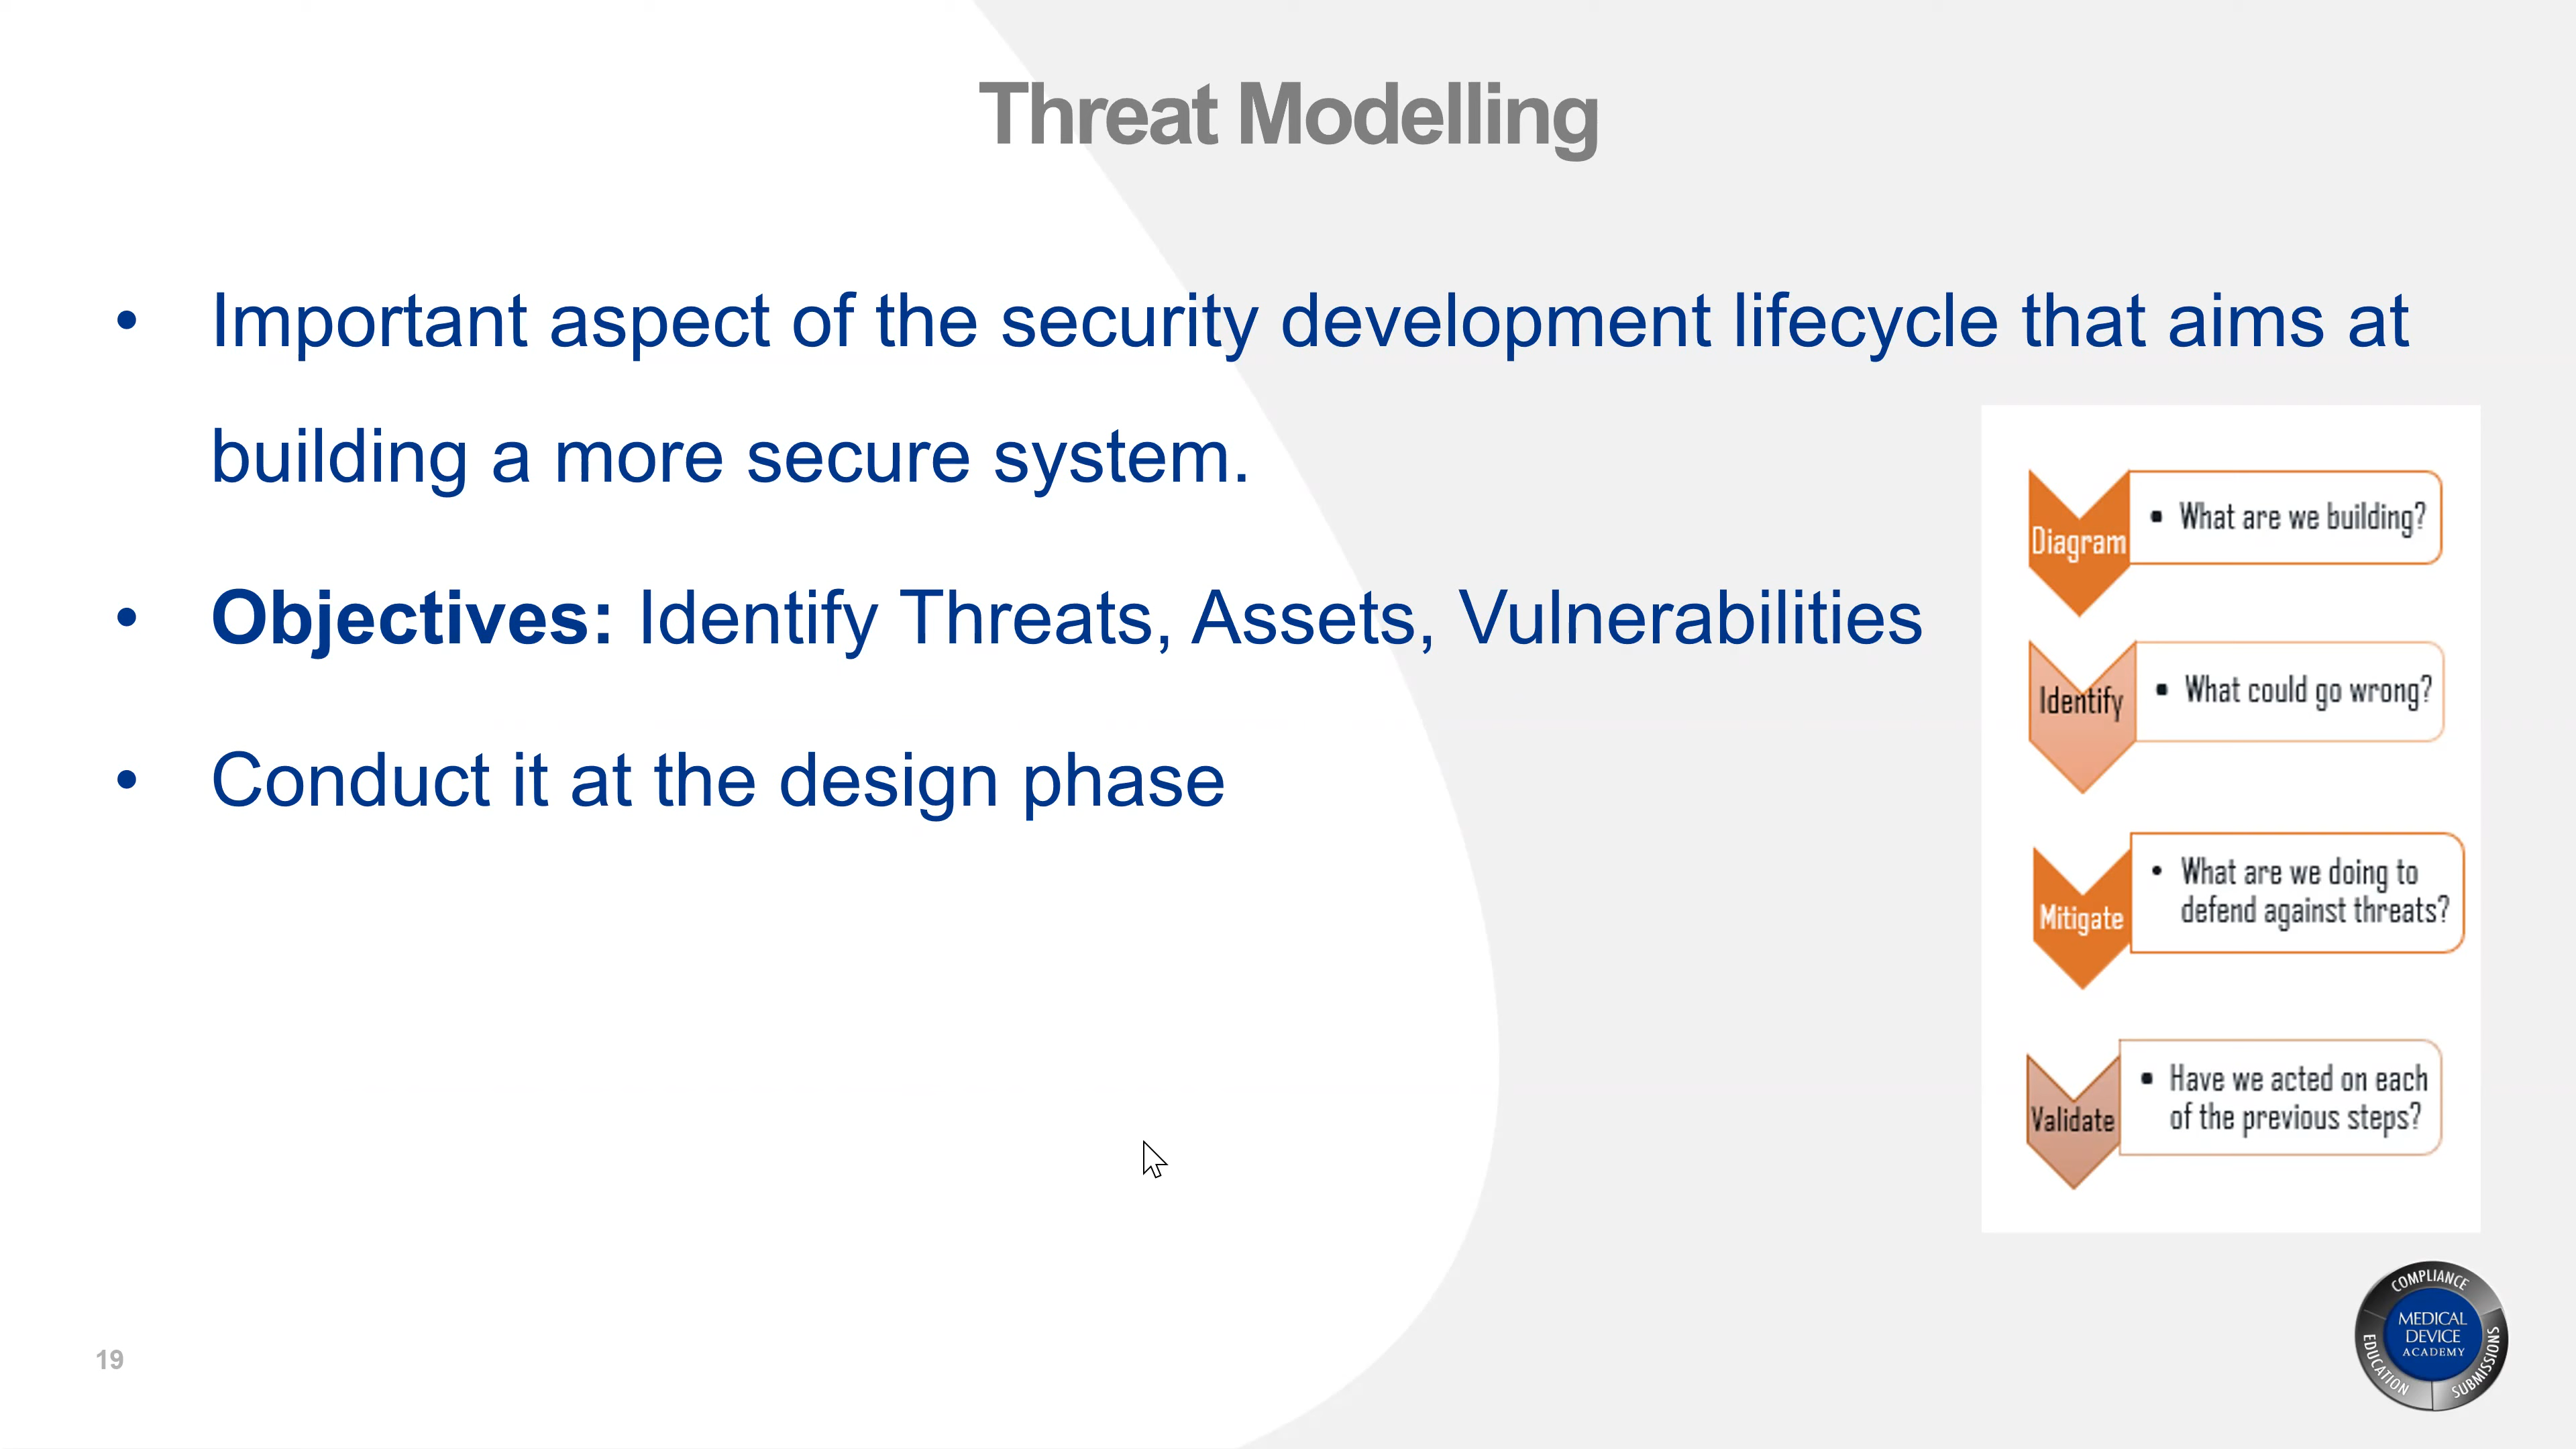 Threat Modelling
• Important aspect of the security development lifecycle that aims at
building a more secure system.
• Objectives: Identify Threats, Assets, Vulnerabilities
• Conduct it at the design phase
Diagram
▪ What are we building?
Identify
▪ What could go wrong?
Mitigate
• What are we doing to
defend against threats?
Validate
▪ Have we acted on each
of the previous steps?
COMPLIANCE
MEDICAL
DEVICE
ACADEMY
EDUCATION
SUBMISSIONS
19